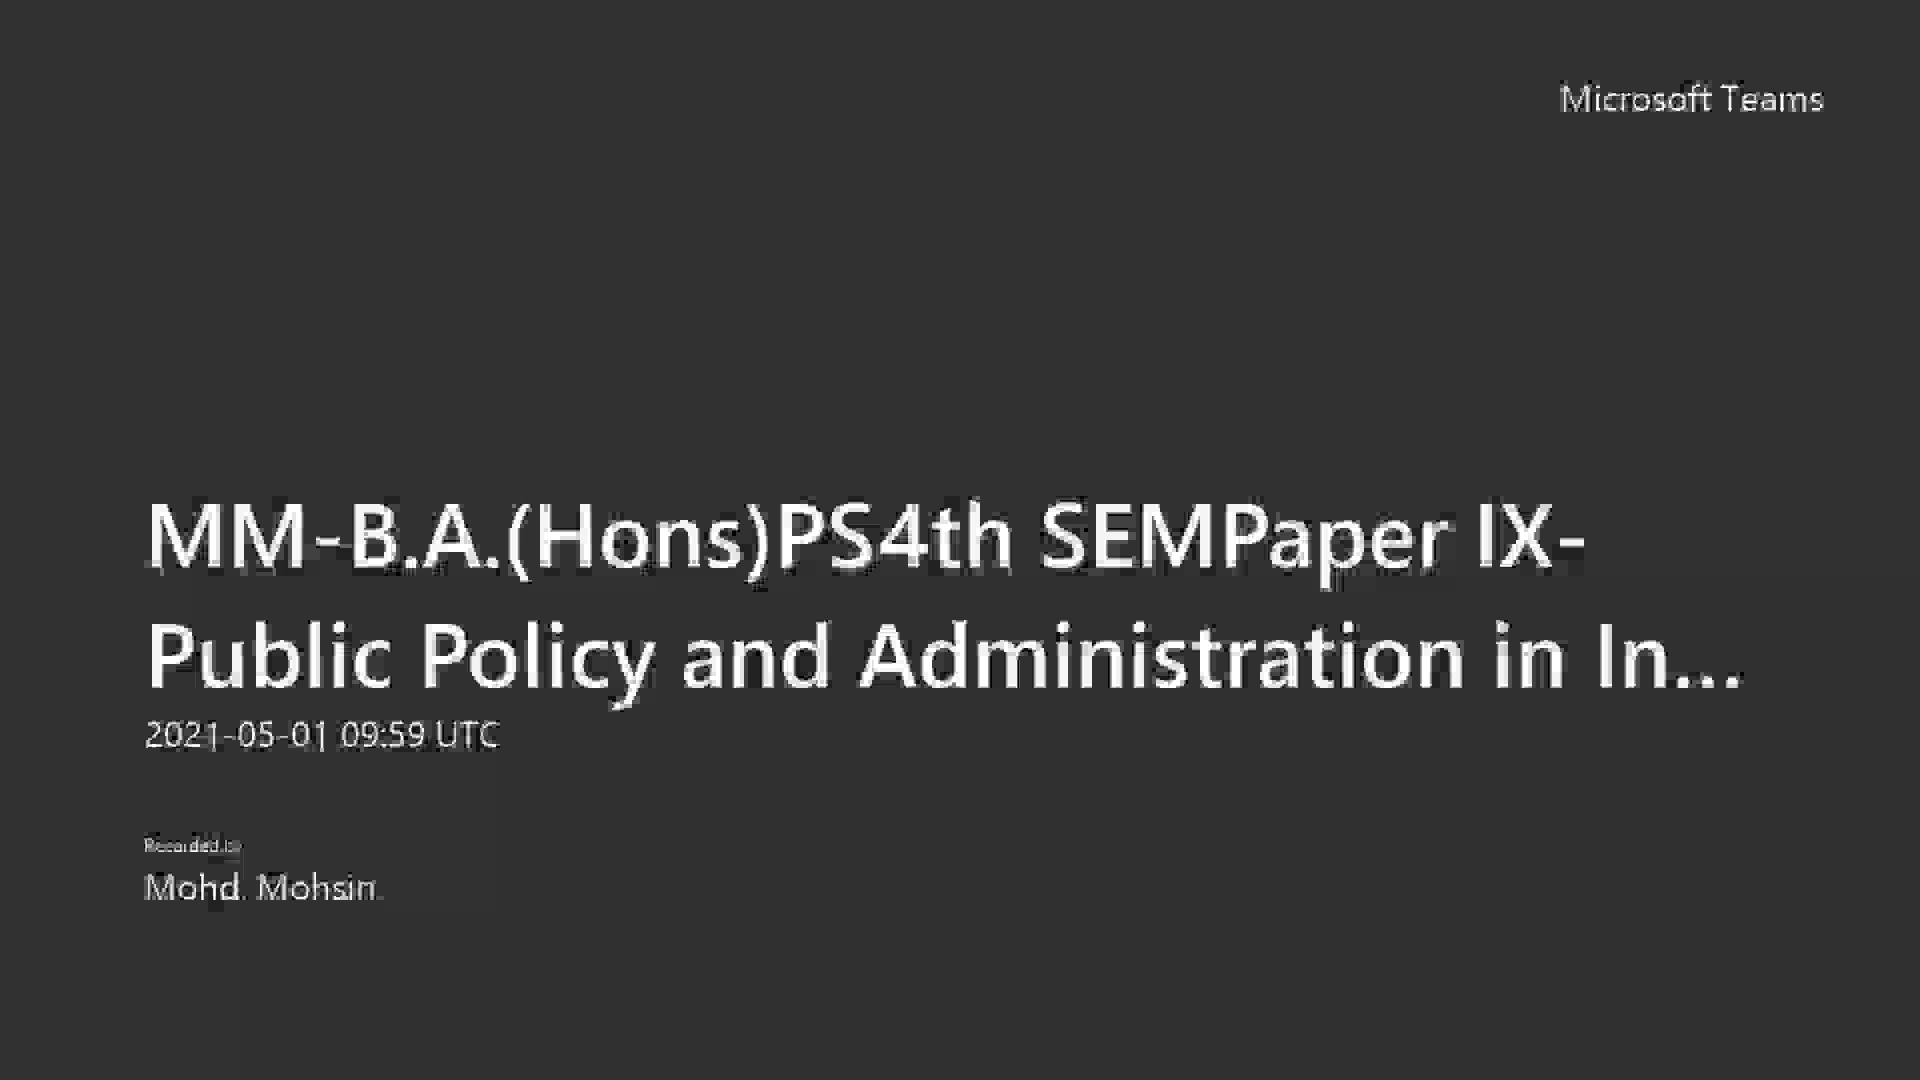 Microsoft Teams
MM-B.A.(Hons)PS4th SEMPaper IX-
Public Policy and Administration in In...
2021-05-01 09:59 UTC
Recorded by
Mohd. Mohsin